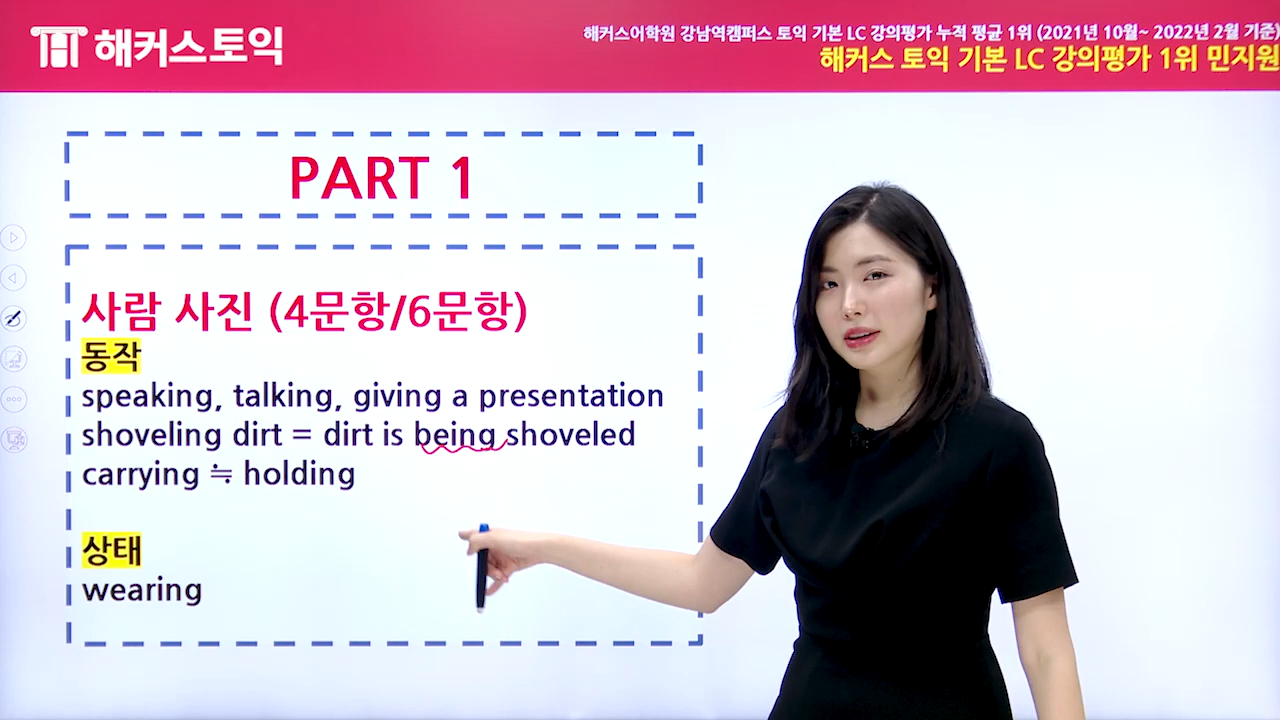 해커스토익
해커스어학원 강남역캠퍼스 토익 기본 LC 강의평가 누적 평균 1위 (2021년 10월~ 2022년 2월 기준)
해커스 토익 기본 LC 강의평가 1위 민지원
PART 1
사람 사진 (4문항/6문항)
동작
speaking, talking, giving a presentation
shoveling dirt = dirt is being shoveled
carrying ≒ holding
상태
wearing